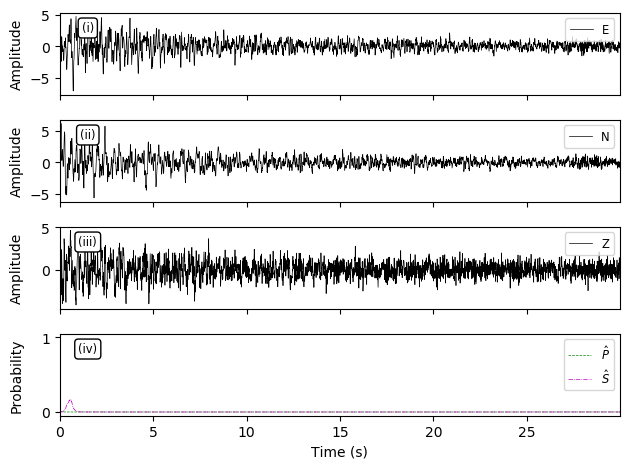 5
0
−5
Amplitude
(i)
E
5
0
−5
Amplitude
(ii)
N
5
0
Amplitude
(iii)
Z
1
0
Probability
(iv)
P̂
Ŝ
0 5 10 15 20 25
Time (s)